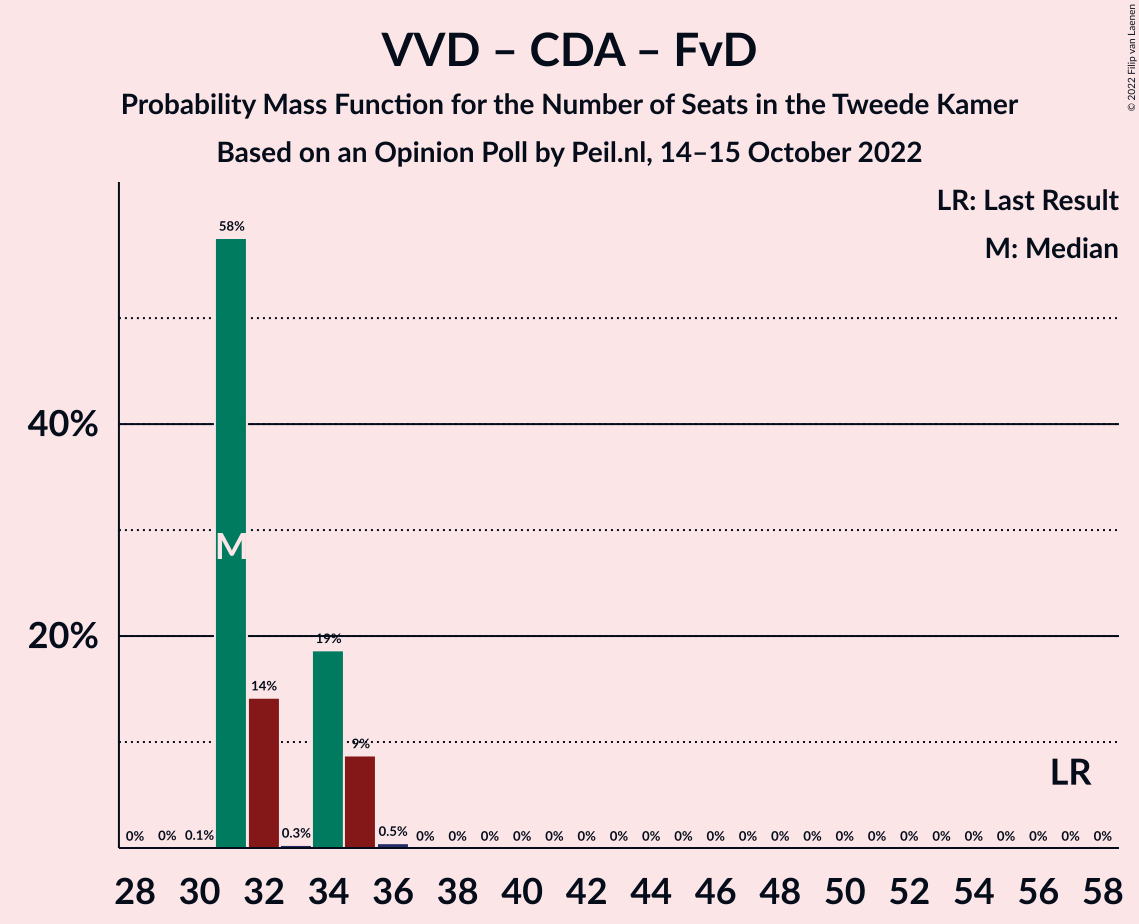 VVD – CDA – FvD
Probability Mass Function for the Number of Seats in the Tweede Kamer
Based on an Opinion Poll by Peil.nl, 14–15 October 2022
© 2022 Filip van Laenen
LR: Last Result
M: Median
58%
40%
M
20%
19%
14%
9%
LR
0% 0% 0.1% 0.3% 0.5% 0% 0% 0% 0% 0% 0% 0% 0% 0% 0% 0% 0% 0% 0% 0% 0% 0% 0% 0% 0% 0% 0%
28 30 32 34 36 38 40 42 44 46 48 50 52 54 56 58